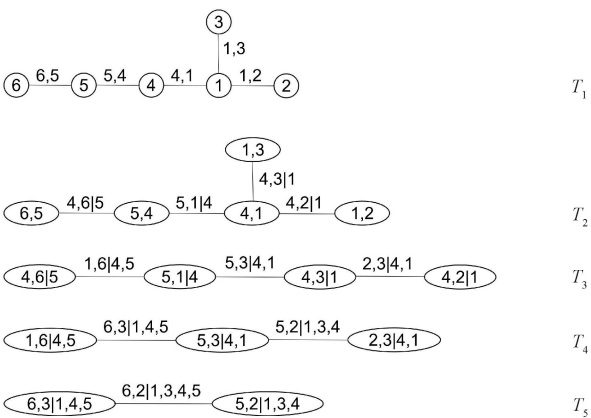 3
1,3
6 6,5 5 5,4 4 4,1 1 1,2 2 T1
1,3
4,3|1
6,5 4,6|5 5,4 5,1|4 4,1 4,2|1 1,2 T2
4,6|5 1,6|4,5 5,1|4 5,3|4,1 4,3|1 2,3|4,1 4,2|1 T3
1,6|4,5 6,3|1,4,5 5,3|4,1 5,2|1,3,4 2,3|4,1 T4
6,3|1,4,5 6,2|1,3,4,5 5,2|1,3,4 T5